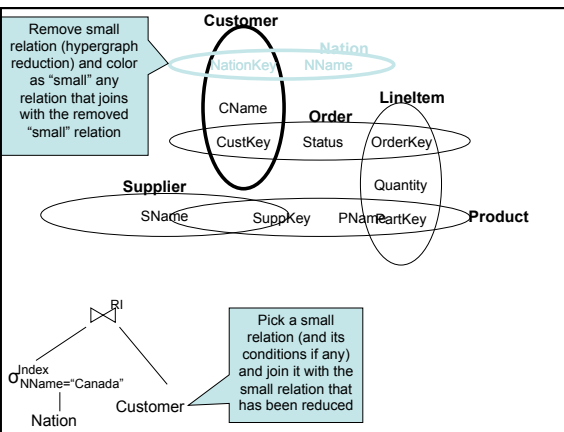 Remove small
relation (hypergraph
reduction) and color
as “small” any
relation that joins
with the removed
“small” relation
Customer
Nation
NationKey NName
LineItem
CName
Order
CustKey Status OrderKey
Quantity
Supplier
SName SuppKey PName PartKey Product
RI
σ Index NName=“Canada”
Nation
Customer
Pick a small
relation (and its
conditions if any)
and join it with the
small relation that
has been reduced